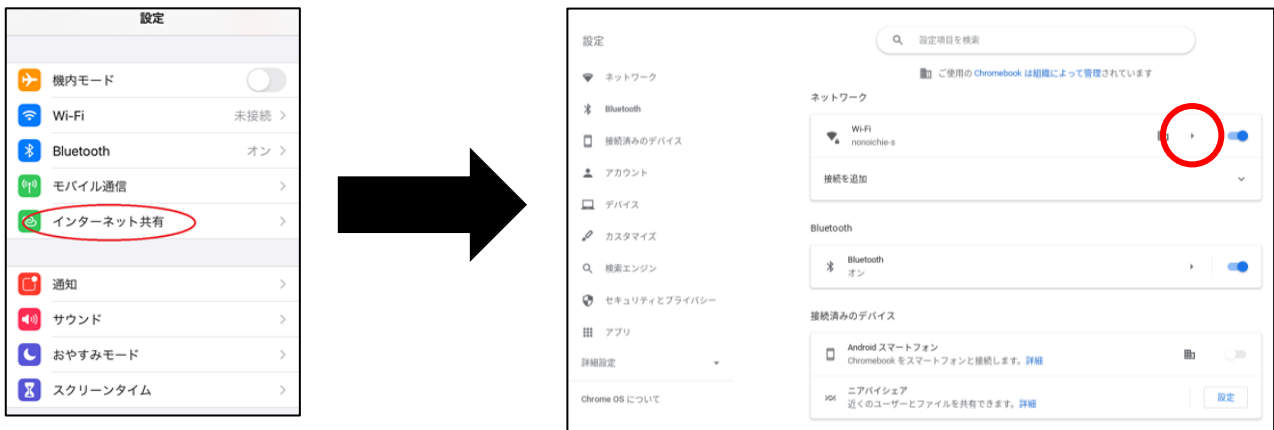 設定
機内モード
Wi-Fi 未接続
Bluetooth オン
モバイル通信
インターネット共有
通知
サウンド
おやすみモード
スクリーンタイム
設定
設定項目を検索
ネットワーク
Bluetooth
接続済みのデバイス
アカウント
デバイス
カスタマイズ
検索エンジン
セキュリティとプライバシー
アプリ
詳細設定
Chrome OS について
ご使用の Chromebook は組織によって管理されています
ネットワーク
Wi-Fi
nonoichie-s
接続を追加
Bluetooth
Bluetooth
オン
接続済みのデバイス
Android スマートフォン
Chromebook をスマートフォンと接続します。詳細
ニアバイシェア
近くのユーザーとファイルを共有できます。詳細
設定